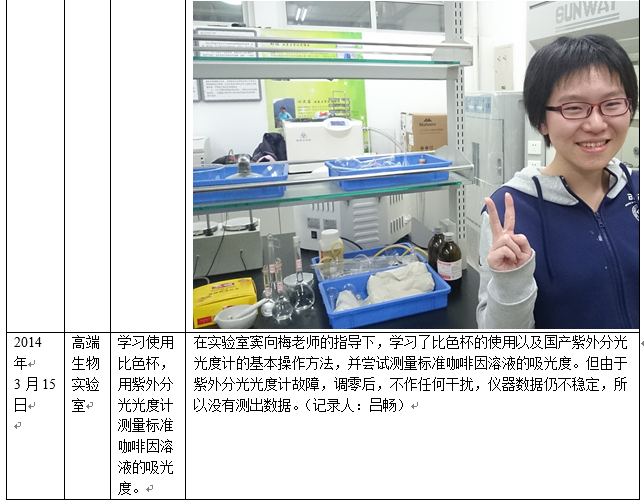 SUNWAY
2014
年
3 月 15
日
高端
生物
实验
室
学习使用
比色杯，
用紫外分
光光度计
测量标准
咖啡因溶
液的吸光
度。
在实验室窦向梅老师的指导下，学习了比色杯的使用以及国产紫外分光
光度计的基本操作方法，并尝试测量标准咖啡因溶液的吸光度。但由于
紫外分光光度计故障，调零后，不作任何干扰，仪器数据仍不稳定，所
以没有测出数据。（记录人：吕畅）